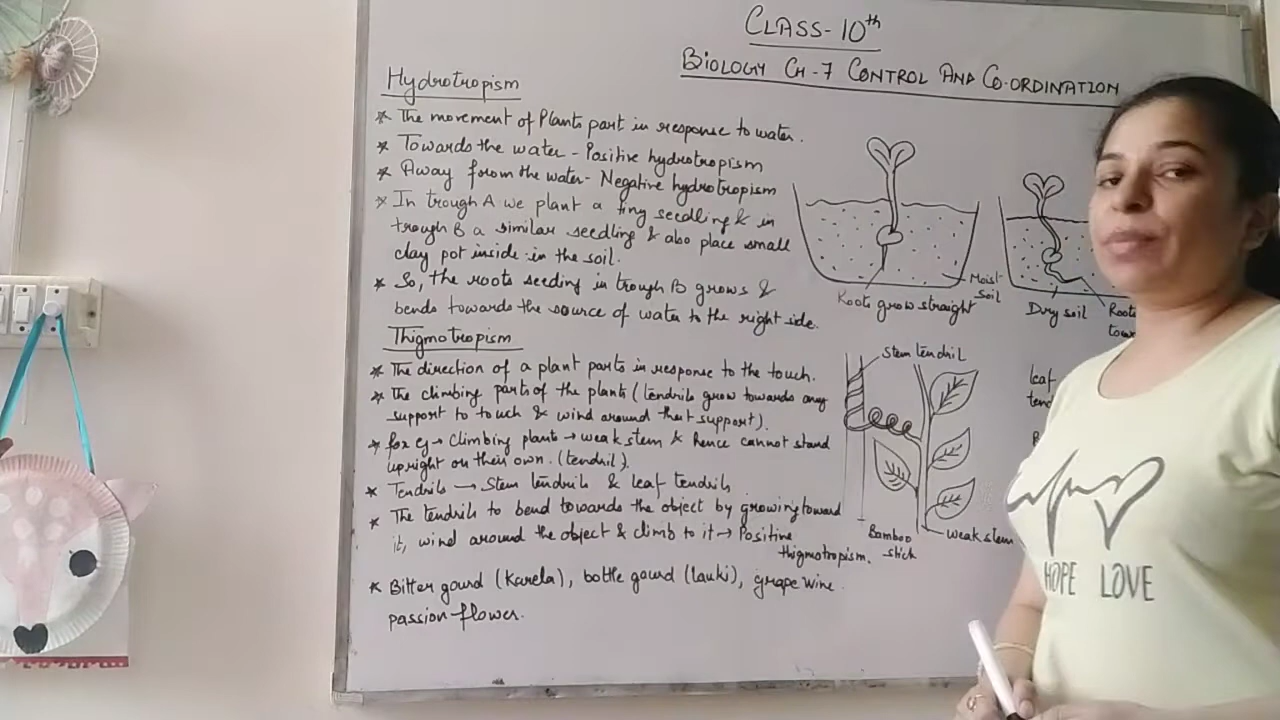 CLASS-10th
BIOLOGY CH-7 CONTROL AND CO-ORDINATION
Hydrotropism
* The movement of Plants part in response to water.
* Towards the water - Positive hydrotropism
* Away from the water - Negative hydrotropism
* In trough A we plant a tiny seedling & in
trough B a similar seedling & also place small
clay pot inside in the soil.
* So, the roots seeding in trough B grows &
bends towards the source of water to the right side.
Roots grow straight
Moist
Soil
Dry soil
Roots
Thigmotropism
* The direction of a plant parts in response to the touch.
* The climbing parts of the plants (tendrils grow towards any
support to touch & wind around that support).
* for eg → Climbing plants → weak stem & hence cannot stand
upright on their own. (tendril).
* Tendrils → Stem tendrils & leaf tendrils
* The tendrils to bend towards the object by growing toward
it, wind around the object & climb to it → Positive
thigmotropism.
* Bitter gourd (Karela), bottle gourd (lauki), grape wine
passion-flower.
Stem tendril
leaf
tend
Bamboo
stick
weak stem
HOPE LOVE